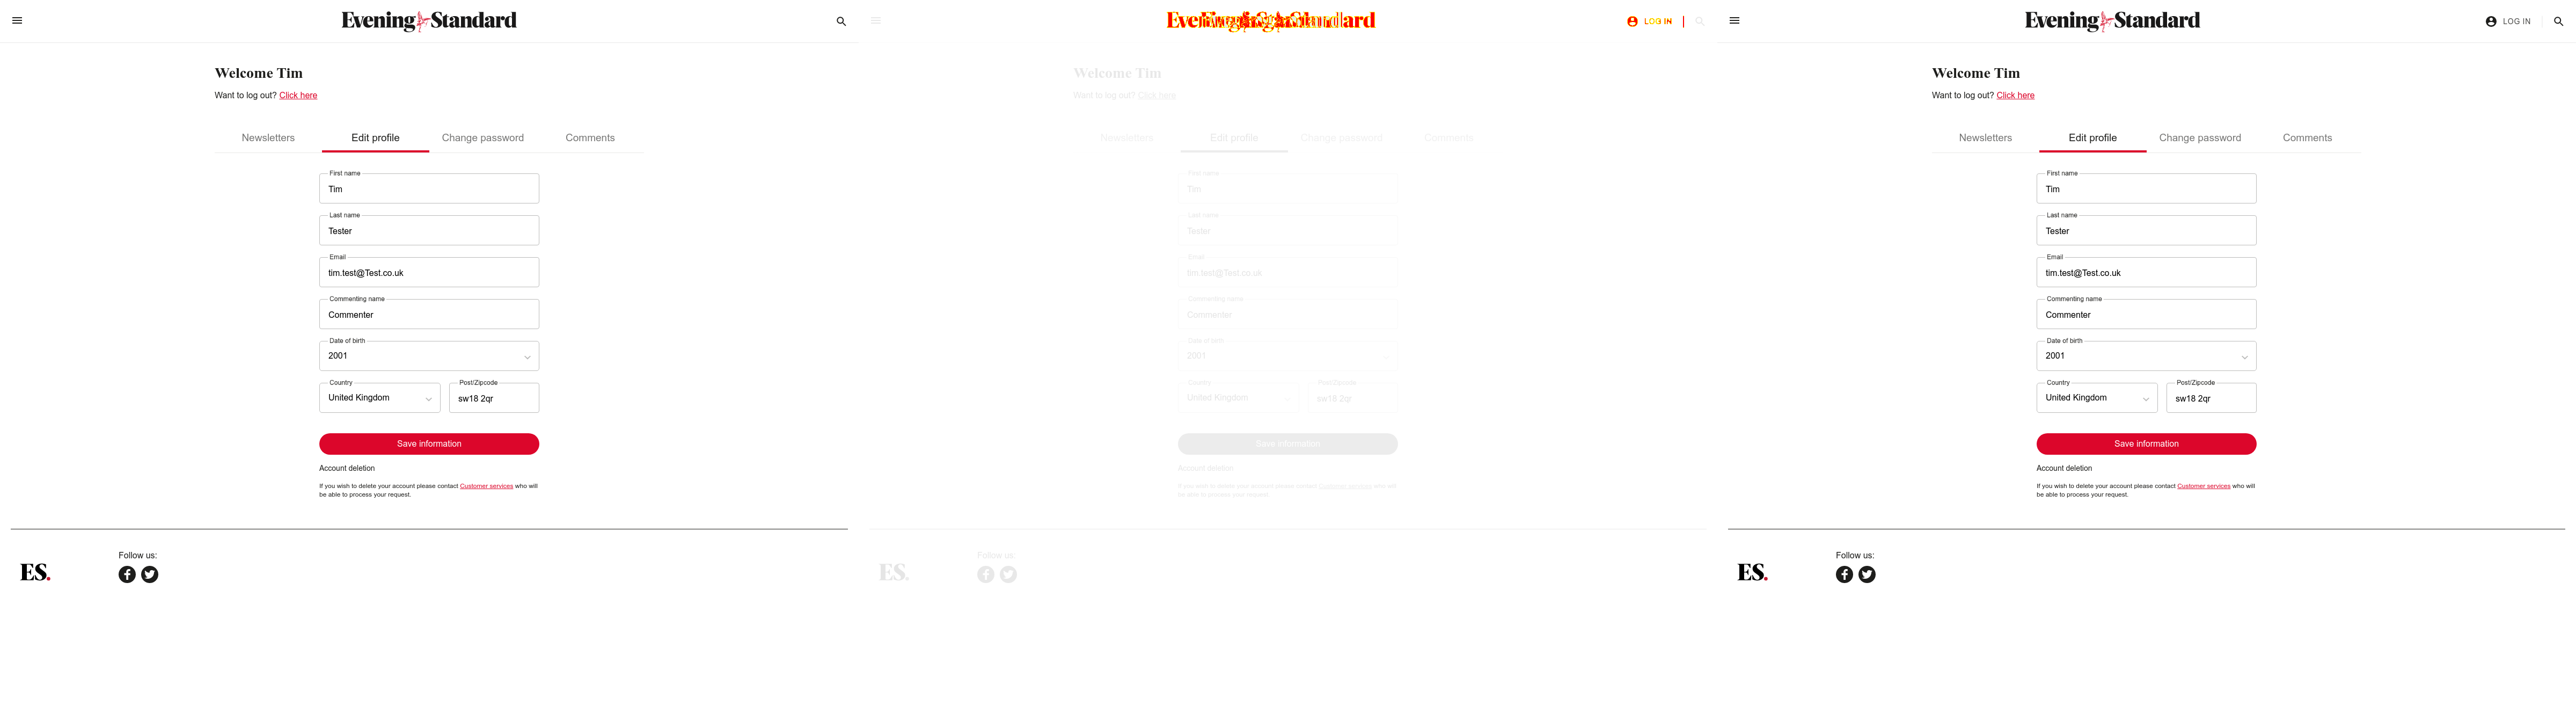 Evening Standard
Welcome Tim
Want to log out? Click here
Newsletters Edit profile Change password Comments
First name
Tim
Last name
Tester
Email
tim.test@Test.co.uk
Commenting name
Commenter
Date of birth
2001
Country Post/Zipcode
United Kingdom sw18 2qr
Save information
Account deletion
If you wish to delete your account please contact Customer services who will
be able to process your request.
Follow us:
ES.
LOG IN
Welcome Tim
Want to log out? Click here
Newsletters Edit profile Change password Comments
First name
Tim
Last name
Tester
Email
tim.test@Test.co.uk
Commenting name
Commenter
Date of birth
2001
Country Post/Zipcode
United Kingdom sw18 2qr
Save information
Account deletion
If you wish to delete your account please contact Customer services who will
be able to process your request.
Follow us:
ES.
Evening Standard
LOG IN
Welcome Tim
Want to log out? Click here
Newsletters Edit profile Change password Comments
First name
Tim
Last name
Tester
Email
tim.test@Test.co.uk
Commenting name
Commenter
Date of birth
2001
Country Post/Zipcode
United Kingdom sw18 2qr
Save information
Account deletion
If you wish to delete your account please contact Customer services who will
be able to process your request.
Follow us:
ES.